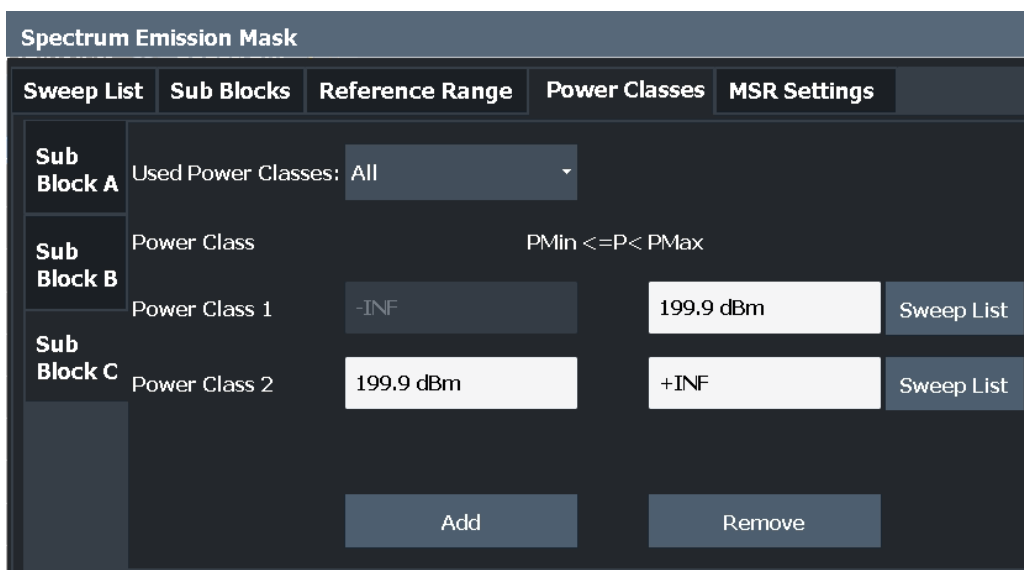 Spectrum Emission Mask
Sweep List Sub Blocks Reference Range Power Classes MSR Settings
Sub
Block A
Used Power Classes: All
Sub
Block B
Power Class PMin <=P< PMax
Power Class 1 -INF 199.9 dBm Sweep List
Sub
Block C
Power Class 2 199.9 dBm +INF Sweep List
Add Remove